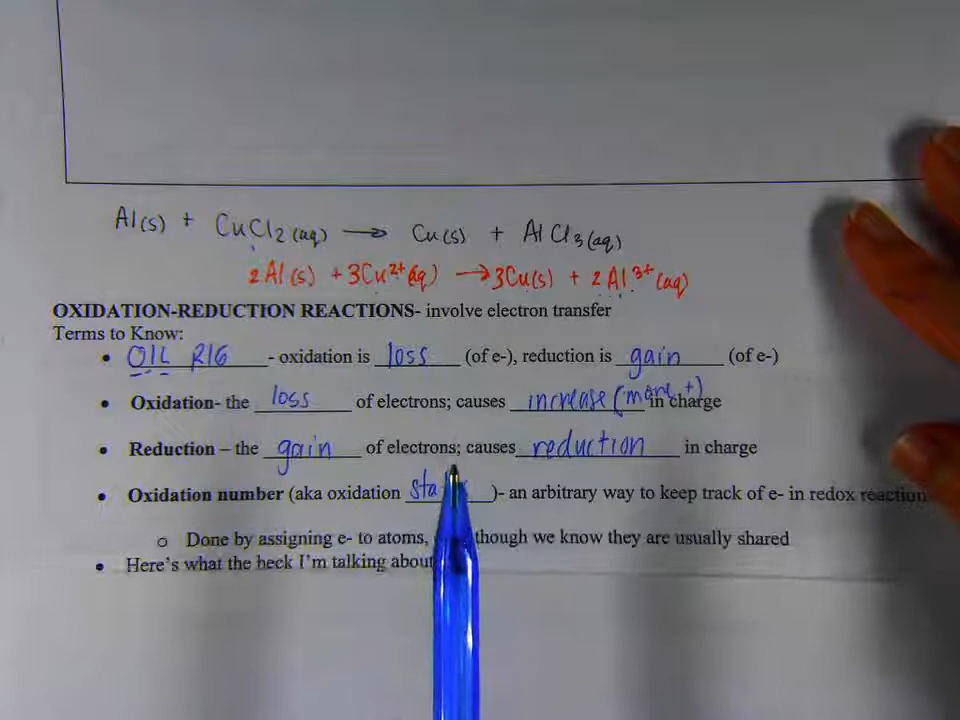 Al(s) + CuCl₂(aq) → Cu(s) + AlCl₃(aq)
2Al(s) + 3Cu²⁺(aq) → 3Cu(s) + 2Al³⁺(aq)
OXIDATION-REDUCTION REACTIONS- involve electron transfer
Terms to Know:
• OIL RIG - oxidation is loss (of e-), reduction is gain (of e-)
• Oxidation- the loss of electrons; causes increase (more +) in charge
• Reduction – the gain of electrons; causes reduction in charge
• Oxidation number (aka oxidation )- an arbitrary way to keep track of e- in redox reaction
o Done by assigning e- to atoms, though we know they are usually shared
• Here's what the heck I'm talking about